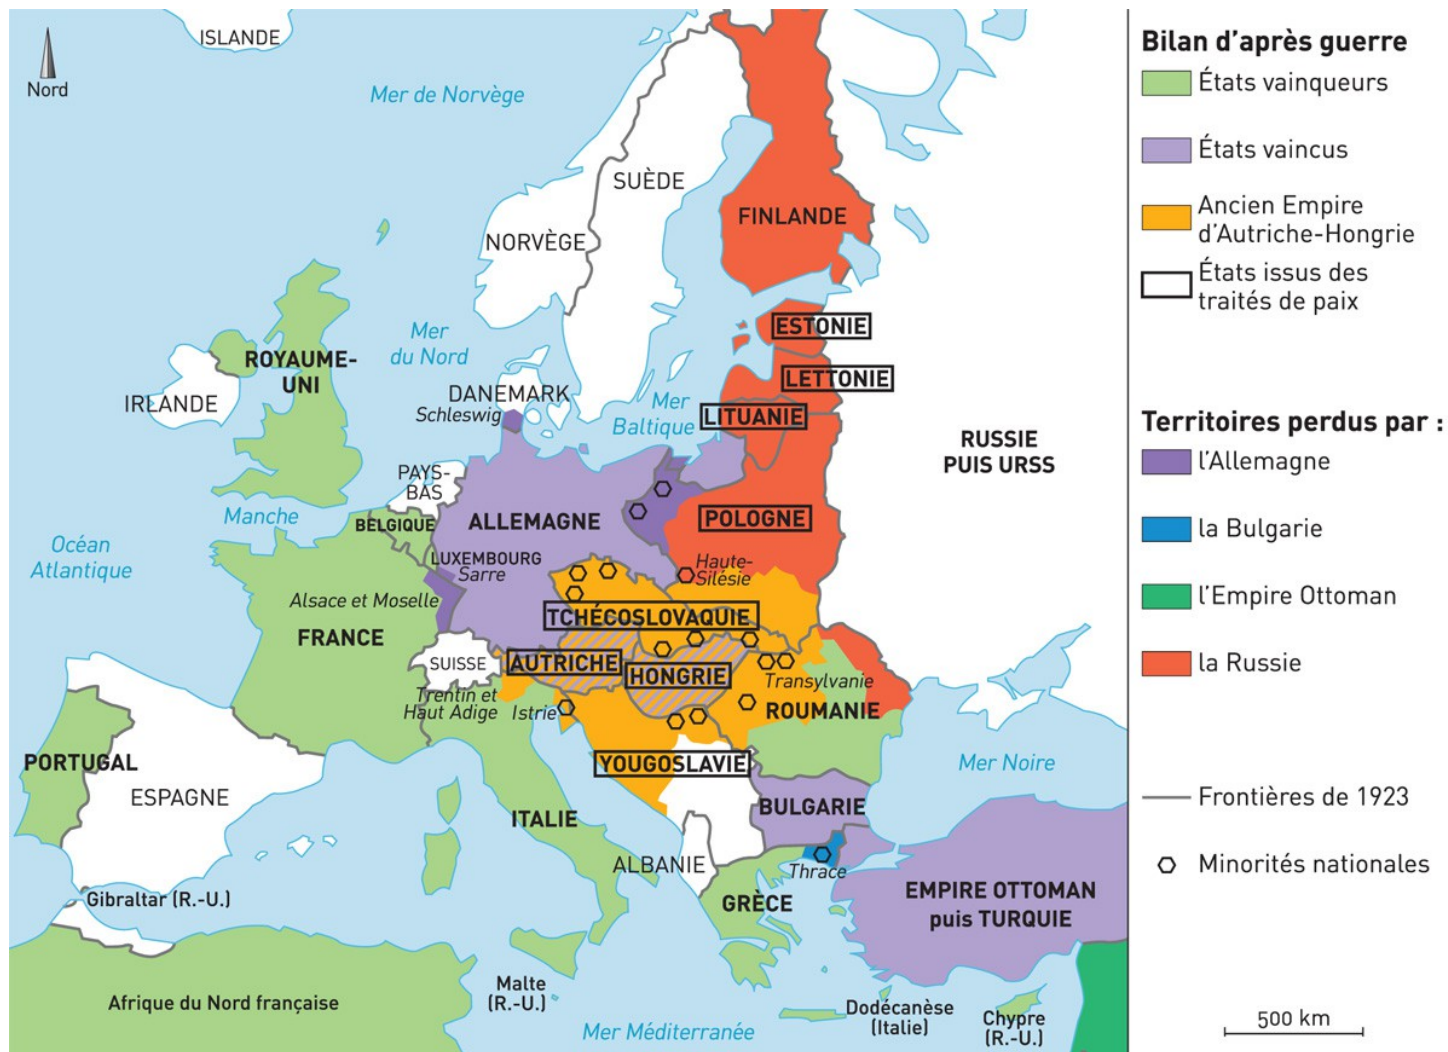 ISLANDE
Nord
Mer de Norvège
SUÈDE
FINLANDE
NORVÈGE
ESTONIE
Mer
du Nord
ROYAUME-
UNI
LETTONIE
DANEMARK
IRLANDE
Schleswig
Mer
Baltique
LITUANIE
RUSSIE
PUIS URSS
PAYS-
BAS
Manche
BELGIQUE
ALLEMAGNE
POLOGNE
Océan
Atlantique
LUXEMBOURG
Sarre
Haute-
Silésie
Alsace et Moselle
FRANCE
TCHÉCOSLOVAQUIE
SUISSE
AUTRICHE
HONGRIE
Transylvanie
Trentin et
Haut Adige
Istrie
ROUMANIE
PORTUGAL
ESPAGNE
YOUGOSLAVIE
Mer Noire
ITALIE
BULGARIE
ALBANIE
Thrace
Gibraltar (R.-U.)
GRÈCE
EMPIRE OTTOMAN
puis TURQUIE
Afrique du Nord française
Malte
(R.-U.)
Dodécanèse
(Italie)
Chypre
(R.-U.)
Mer Méditerranée
Bilan d'après guerre
États vainqueurs
États vaincus
Ancien Empire
d'Autriche-Hongrie
États issus des
traités de paix
Territoires perdus par :
l'Allemagne
la Bulgarie
l'Empire Ottoman
la Russie
Frontières de 1923
Minorités nationales
500 km